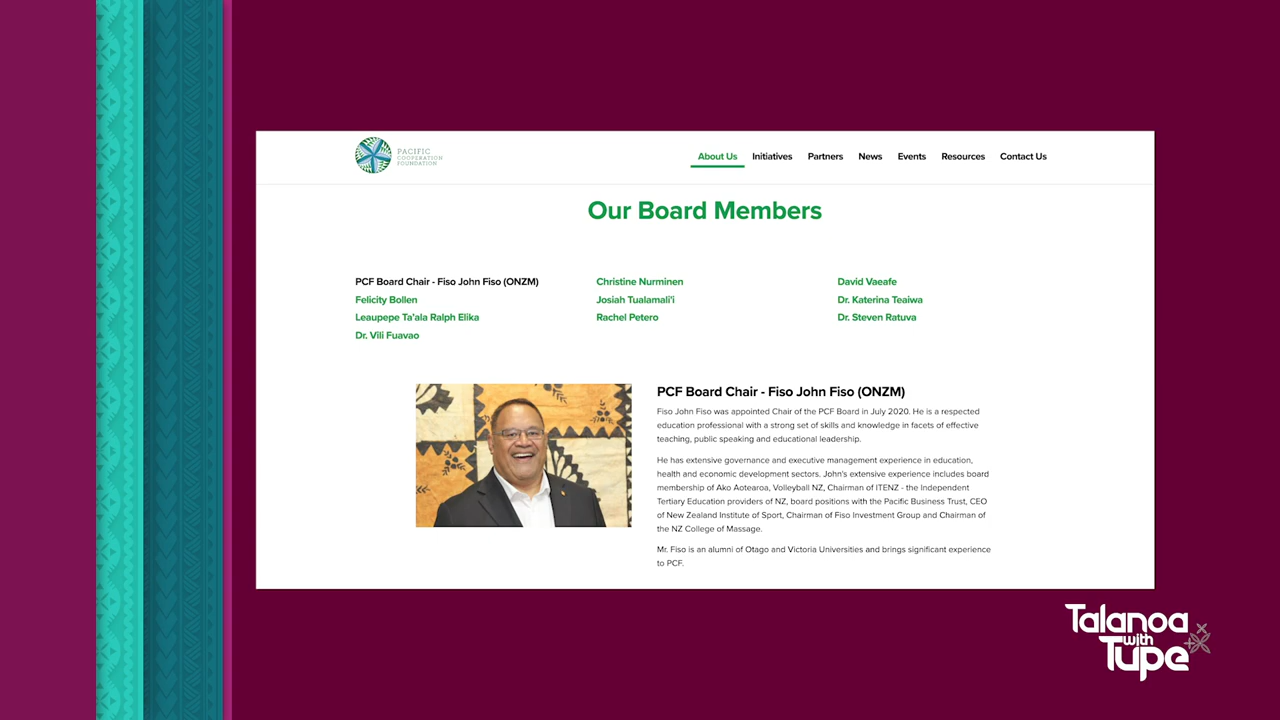 PACIFIC
COOPERATION
FOUNDATION
About Us Initiatives Partners News Events Resources Contact Us
Our Board Members
PCF Board Chair - Fiso John Fiso (ONZM)
Felicity Bollen
Leaupepe Ta'ala Ralph Elika
Dr. Vili Fuavao
Christine Nurminen
Josiah Tualamali'i
Rachel Petero
David Vaeafe
Dr. Katerina Teaiwa
Dr. Steven Ratuva
PCF Board Chair - Fiso John Fiso (ONZM)
Fiso John Fiso was appointed Chair of the PCF Board in July 2020. He is a respected
education professional with a strong set of skills and knowledge in facets of effective
teaching, public speaking and educational leadership.
He has extensive governance and executive management experience in education,
health and economic development sectors. John's extensive experience includes board
membership of Ako Aotearoa, Volleyball NZ, Chairman of ITENZ - the Independent
Tertiary Education providers of NZ, board positions with the Pacific Business Trust, CEO
of New Zealand Institute of Sport, Chairman of Fiso Investment Group and Chairman of
the NZ College of Massage.
Mr. Fiso is an alumni of Otago and Victoria Universities and brings significant experience
to PCF.
Talanoa
with
Tupe